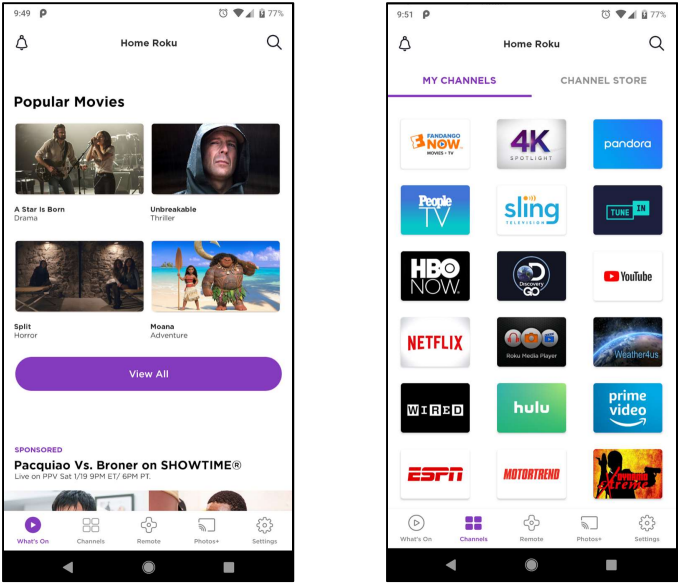 9:49
77%
Home Roku
Popular Movies
A Star Is Born
Drama
Unbreakable
Thriller
Split
Horror
Moana
Adventure
View All
SPONSORED
Pacquiao Vs. Broner on SHOWTIME®
Live on PPV Sat 1/19 9PM ET/ 6PM PT.
What's On
Channels
Remote
Photos+
Settings
9:51
77%
Home Roku
MY CHANNELS
CHANNEL STORE
FANDANGO
NOW
MOVIES + TV
4K
SPOTLIGHT
pandora
People
TV
sling
TELEVISION
TUNE IN
HBO
NOW.
Discovery
GO
YouTube
NETFLIX
Roku Media Player
Weather4us
WIRED
hulu
prime
video
ESPN
MOTORTREND
eXtreme
What's On
Channels
Remote
Photos+
Settings